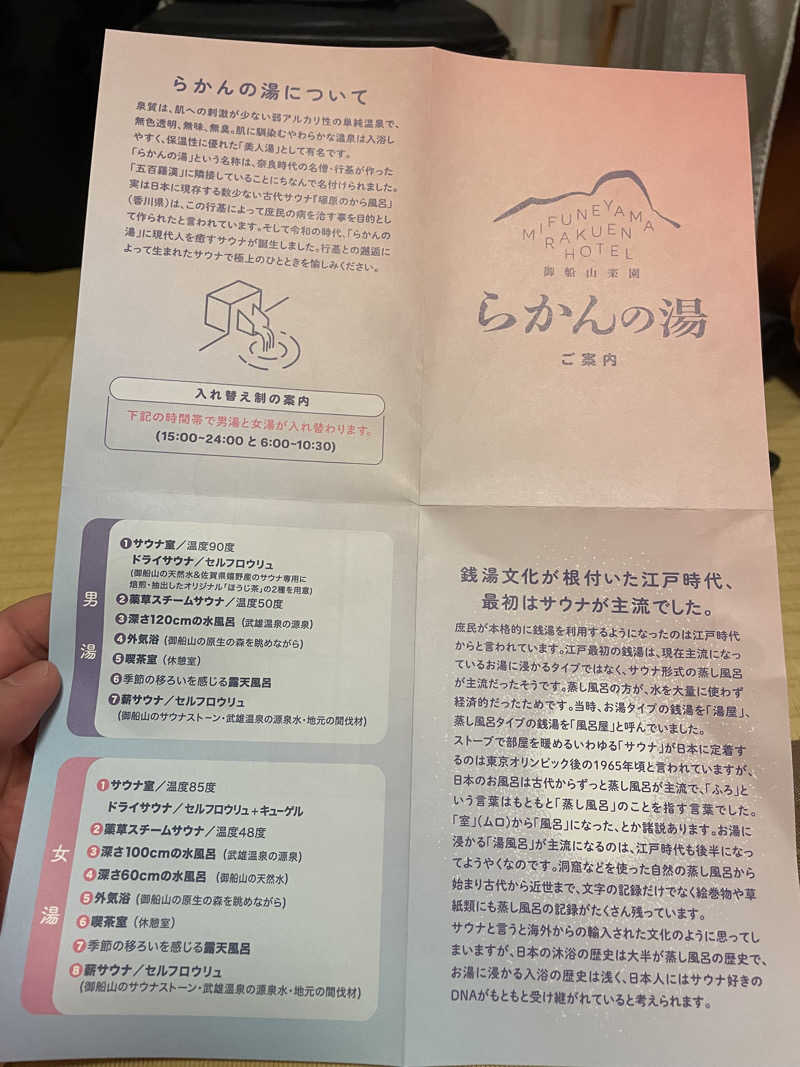 らかんの湯について
泉質は、肌への刺激が少ない弱アルカリ性の単純温泉で、
無色透明、無味、無臭。肌に馴染むやわらかな温泉は入浴し
やすく、保温性に優れた「美人湯」として有名です。
「らかんの湯」という名称は、奈良時代の名僧・行基が作った
「五百羅漢」に隣接していることにちなんで名付けられました。
実は日本に現存する数少ない古代サウナ『塚原のから風呂』
(香川県)は、この行基によって庶民の病を治す事を目的とし
て作られたと言われています。そして令和の時代、「らかんの
湯」に現代人を癒すサウナが誕生しました。行基との邂逅に
よって生まれたサウナで極上のひとときを愉しみください。
入れ替え制の案内
下記の時間帯で男湯と女湯が入れ替わります。
(15:00~24:00 と 6:00~10:30)
MIFUNEYAMA
RAKUEN
HOTEL
御船山楽園
らかんの湯
ご案内
男湯
❶サウナ室／温度90度
ドライサウナ／セルフロウリュ
(御船山の天然水&佐賀県嬉野産のサウナ専用に
焙煎・抽出したオリジナル「ほうじ茶」の2種を用意)
❷薬草スチームサウナ／温度50度
❸深さ120cmの水風呂 (武雄温泉の源泉)
❹外気浴 (御船山の原生の森を眺めながら)
❺喫茶室 (休憩室)
❻季節の移ろいを感じる露天風呂
❼薪サウナ／セルフロウリュ
(御船山のサウナストーン・武雄温泉の源泉水・地元の間伐材)
女湯
❶サウナ室／温度85度
ドライサウナ／セルフロウリュ+キューゲル
❷薬草スチームサウナ／温度48度
❸深さ100cmの水風呂 (武雄温泉の源泉)
❹深さ60cmの水風呂 (御船山の天然水)
❺外気浴 (御船山の原生の森を眺めながら)
❻喫茶室 (休憩室)
❼季節の移ろいを感じる露天風呂
❽薪サウナ／セルフロウリュ
(御船山のサウナストーン・武雄温泉の源泉水・地元の間伐材)
銭湯文化が根付いた江戸時代、
最初はサウナが主流でした。
庶民が本格的に銭湯を利用するようになったのは江戸時代
からと言われています。江戸最初の銭湯は、現在主流になっ
ているお湯に浸かるタイプではなく、サウナ形式の蒸し風呂
が主流だったそうです。蒸し風呂の方が、水を大量に使わず
経済的だったためです。当時、お湯タイプの銭湯を「湯屋」、
蒸し風呂タイプの銭湯を「風呂屋」と呼んでいました。
ストーブで部屋を暖めるいわゆる「サウナ」が日本に定着す
るのは東京オリンピック後の1965年頃と言われていますが、
日本のお風呂は古代からずっと蒸し風呂が主流で、「ふろ」と
いう言葉はもともと「蒸し風呂」のことを指す言葉でした。
「室」(ムロ)から「風呂」になった、とか諸説あります。お湯に
浸かる「湯風呂」が主流になるのは、江戸時代も後半になっ
てようやくなのです。洞窟などを使った自然の蒸し風呂から
始まり古代から近世まで、文字の記録だけでなく絵巻物や草
紙類にも蒸し風呂の記録がたくさん残っています。
サウナと言うと海外からの輸入された文化のように思ってし
まいますが、日本の沐浴の歴史は大半が蒸し風呂の歴史で、
お湯に浸かる入浴の歴史は浅く、日本人にはサウナ好きの
DNAがもともと受け継がれていると考えられます。